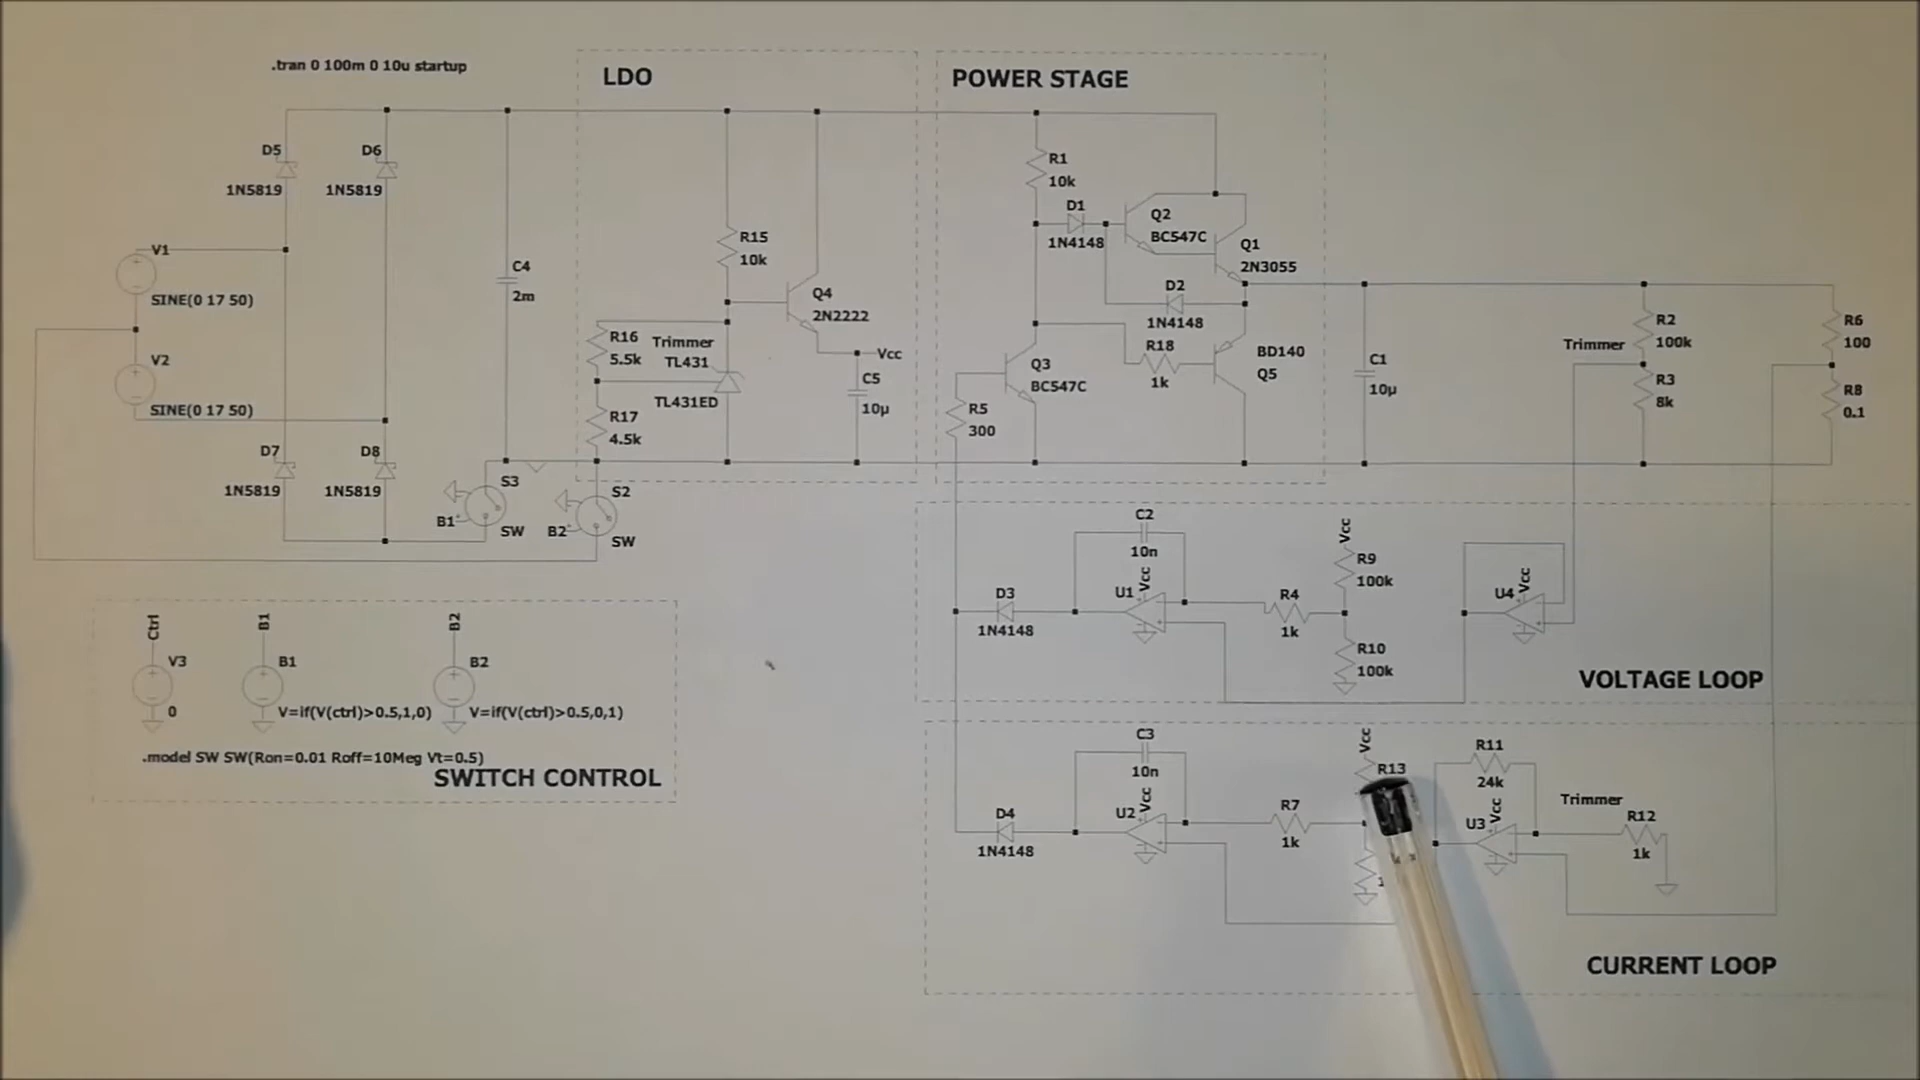 .tran 0 100m 0 10u startup
LDO
POWER STAGE
D5
1N5819
D6
1N5819
V1
SINE(0 17 50)
V2
SINE(0 17 50)
C4
2m
D7
1N5819
D8
1N5819
S3
B1
SW
S2
B2
SW
R15
10k
Q4
2N2222
R16
5.5k
Trimmer
TL431
TL431ED
R17
4.5k
Vcc
C5
10µ
R1
10k
D1
1N4148
Q2
BC547C
Q1
2N3055
D2
1N4148
R18
1k
BD140
Q5
Q3
BC547C
R5
300
C1
10µ
Trimmer
R2
100k
R3
8k
R6
100
R8
0.1
C2
10n
D3
1N4148
U1
Vcc
R4
1k
Vcc
R9
100k
R10
100k
U4
Vcc
VOLTAGE LOOP
Ctrl
V3
0
B1
B1
V=if(V(ctrl)>0.5,1,0)
B2
B2
V=if(V(ctrl)>0.5,0,1)
.model SW SW(Ron=0.01 Roff=10Meg Vt=0.5)
SWITCH CONTROL
C3
10n
D4
1N4148
U2
Vcc
R7
1k
Vcc
R13
R11
24k
U3
Vcc
Trimmer
R12
1k
CURRENT LOOP